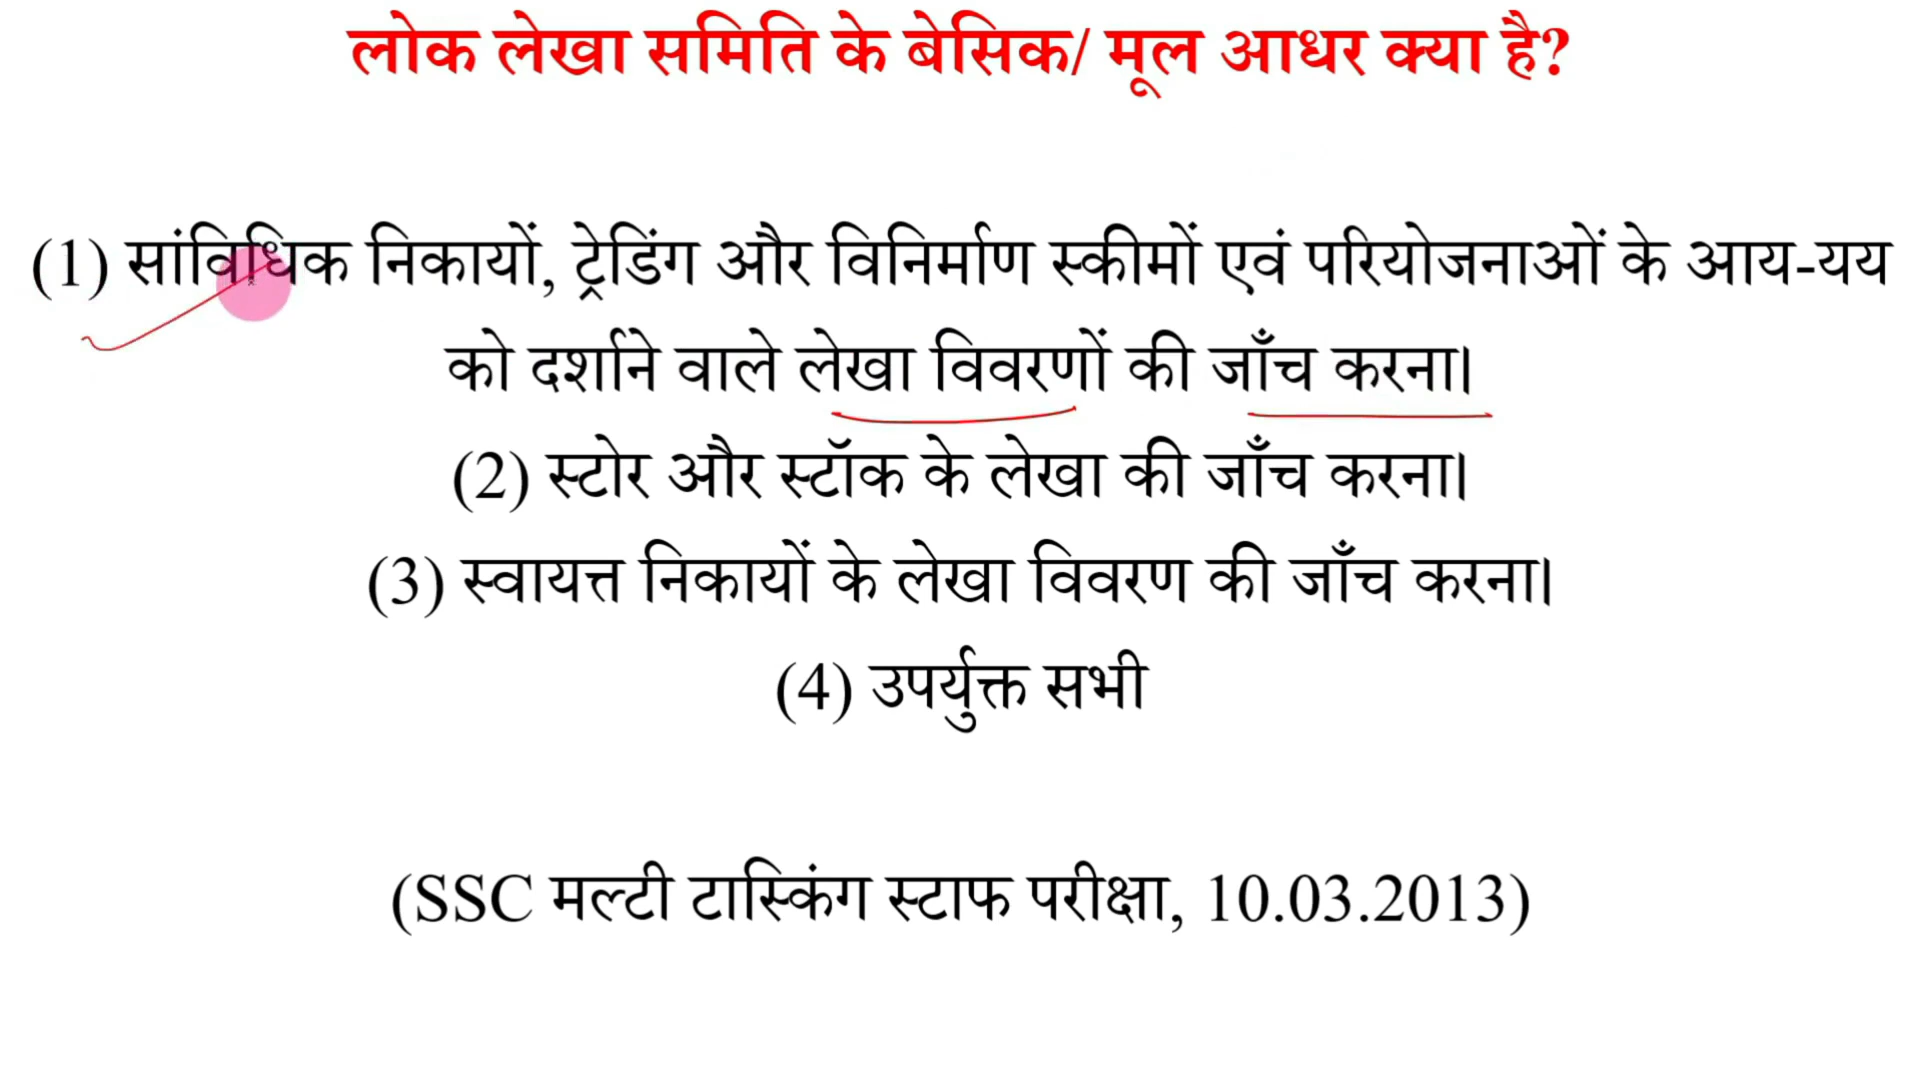 लोक लेखा समिति के बेसिक/ मूल आधर क्या है?
(1) सांविधिक निकायों, ट्रेडिंग और विनिर्माण स्कीमों एवं परियोजनाओं के आय-यय
को दर्शाने वाले लेखा विवरणों की जाँच करना।
(2) स्टोर और स्टॉक के लेखा की जाँच करना।
(3) स्वायत्त निकायों के लेखा विवरण की जाँच करना।
(4) उपर्युक्त सभी
(SSC मल्टी टास्किंग स्टाफ परीक्षा, 10.03.2013)